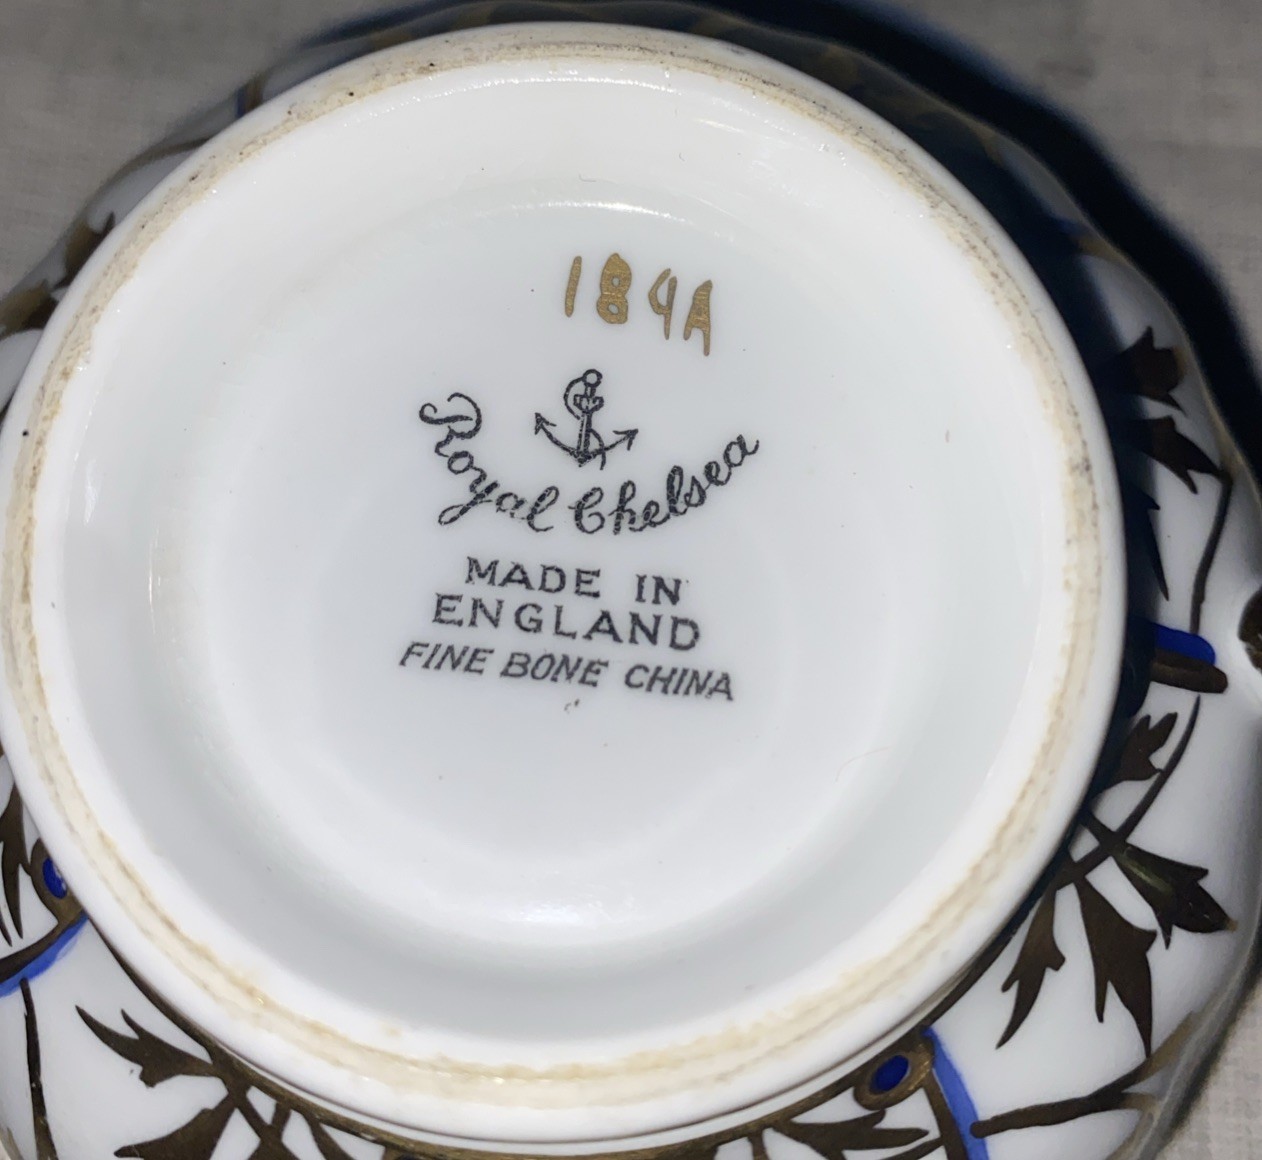 184A
Royal Chelsea
MADE IN
ENGLAND
FINE BONE CHINA